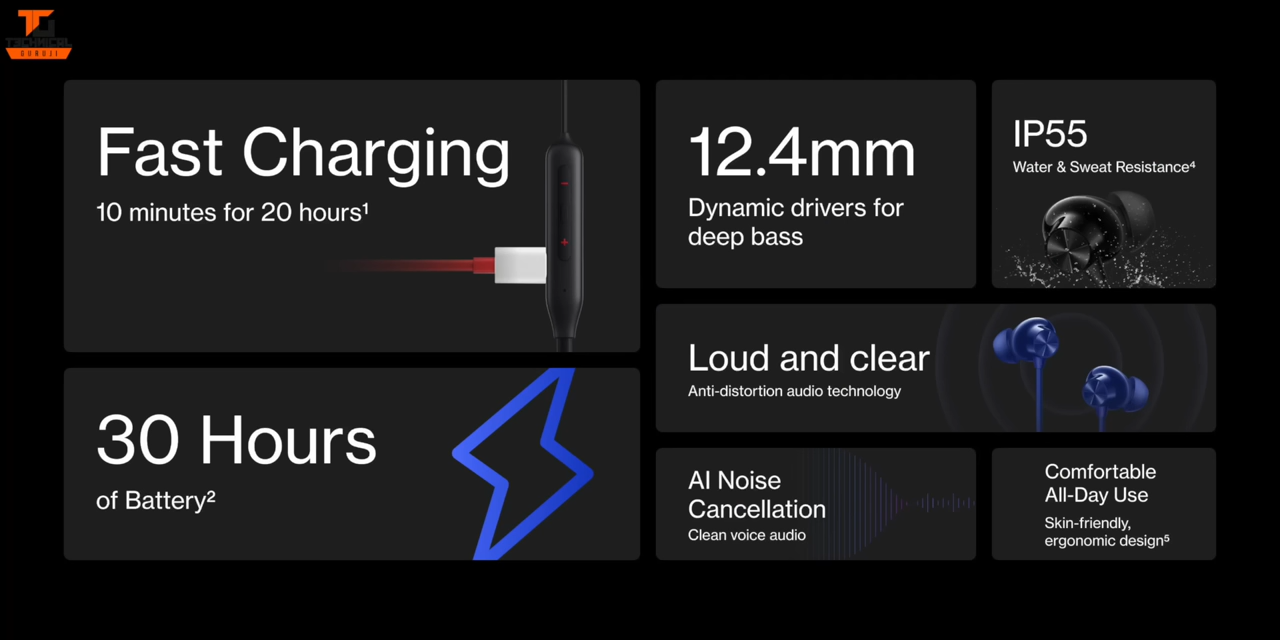 TECHNICAL
GURUJI
Fast Charging
10 minutes for 20 hours¹
30 Hours
of Battery²
12.4mm
Dynamic drivers for
deep bass
IP55
Water & Sweat Resistance⁴
Loud and clear
Anti-distortion audio technology
AI Noise
Cancellation
Clean voice audio
Comfortable
All-Day Use
Skin-friendly,
ergonomic design⁵